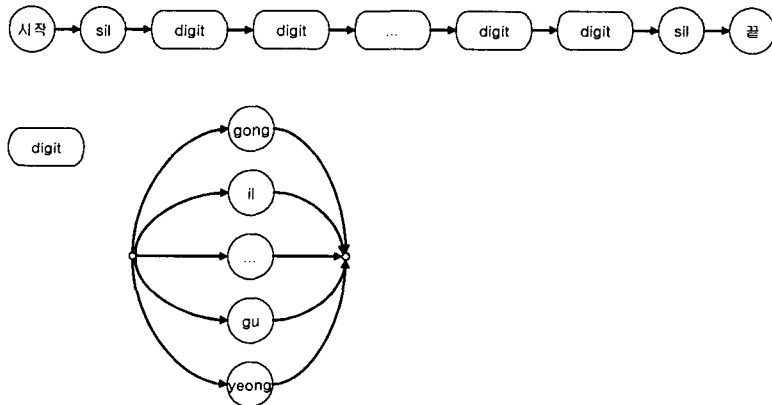 시작 sil digit digit ... digit digit sil 끝
gong
digit
il
...
gu
yeong